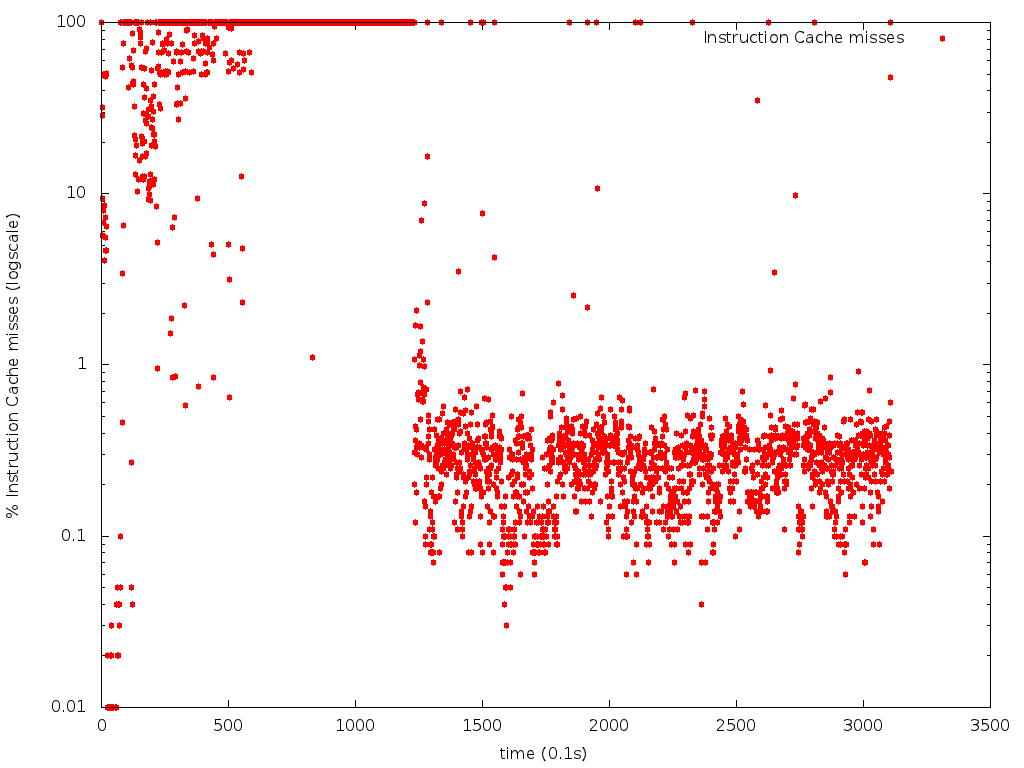 % Instruction Cache misses (logscale)
100
10
1
0.1
0.01
Instruction Cache misses
0 500 1000 1500 2000 2500 3000 3500
time (0.1s)